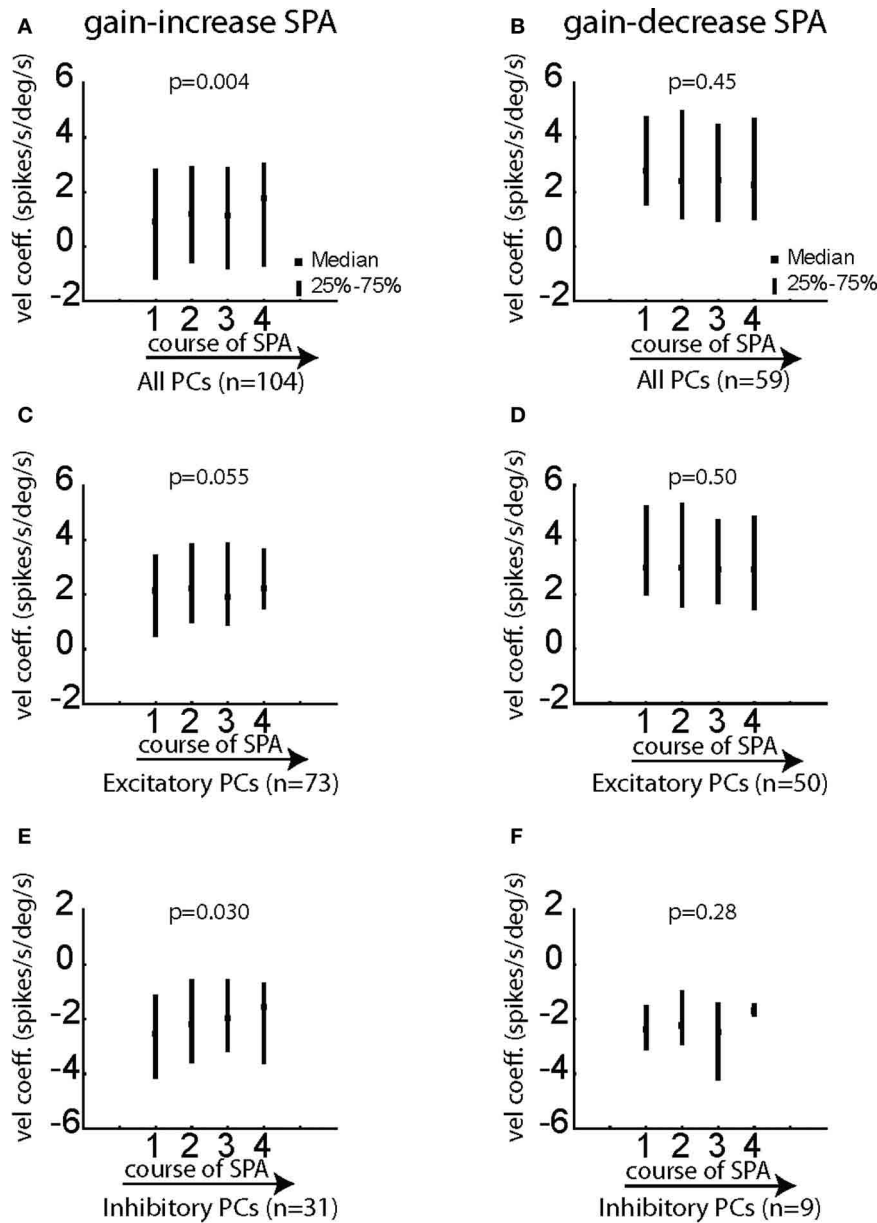 A
gain-increase SPA
p=0.004
vel coeff. (spikes/s/deg/s)
6
4
2
0
-2
Median
25%-75%
1 2 3 4
course of SPA
All PCs (n=104)
B
gain-decrease SPA
p=0.45
vel coeff. (spikes/s/deg/s)
6
4
2
0
-2
Median
25%-75%
1 2 3 4
course of SPA
All PCs (n=59)
C
p=0.055
vel coeff. (spikes/s/deg/s)
6
4
2
0
-2
1 2 3 4
course of SPA
Excitatory PCs (n=73)
D
p=0.50
vel coeff. (spikes/s/deg/s)
6
4
2
0
-2
1 2 3 4
course of SPA
Excitatory PCs (n=50)
E
p=0.030
vel coeff. (spikes/s/deg/s)
2
0
-2
-4
-6
1 2 3 4
course of SPA
Inhibitory PCs (n=31)
F
p=0.28
vel coeff. (spikes/s/deg/s)
2
0
-2
-4
-6
1 2 3 4
course of SPA
Inhibitory PCs (n=9)